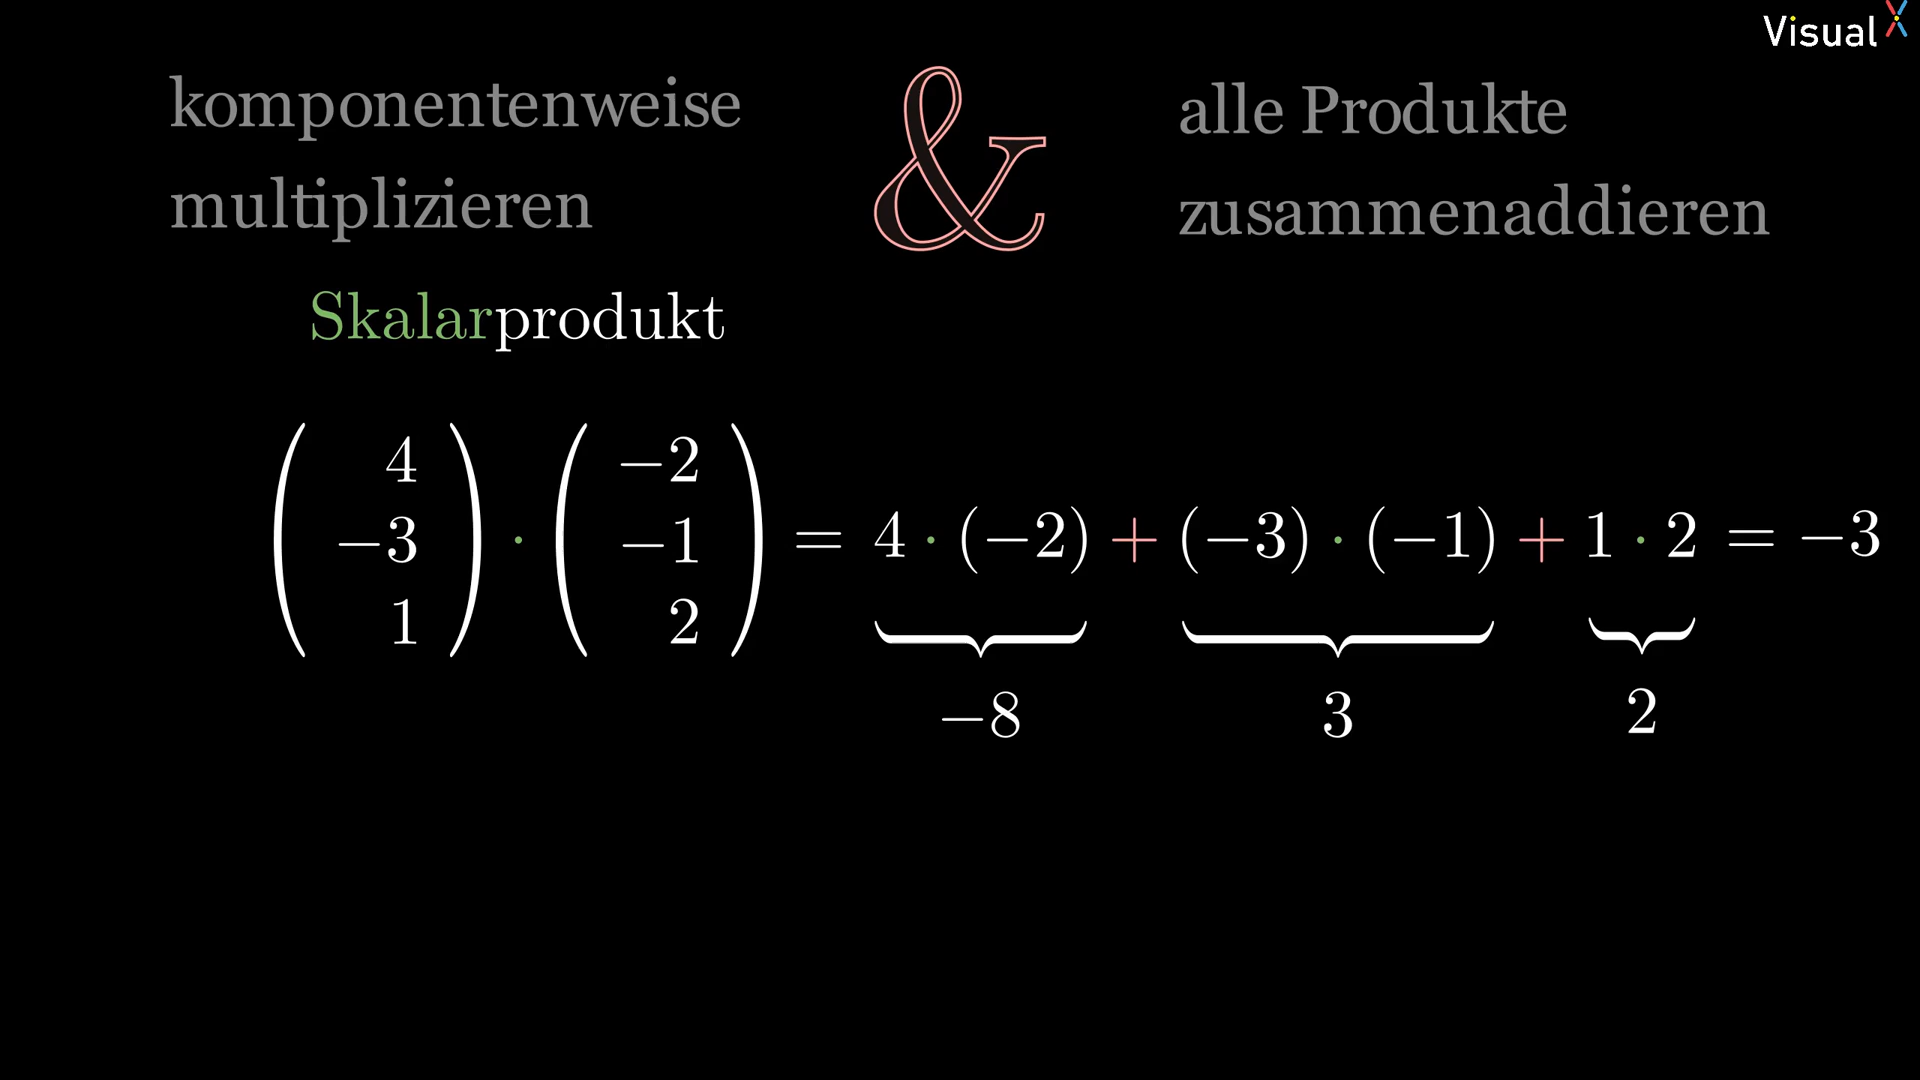 VisualX
komponentenweise
multiplizieren
&
alle Produkte
zusammenaddieren
Skalarprodukt
( 4 −3 1 ) · ( −2 −1 2 ) = 4 · (−2) + (−3) · (−1) + 1 · 2 = −3
−8 3 2